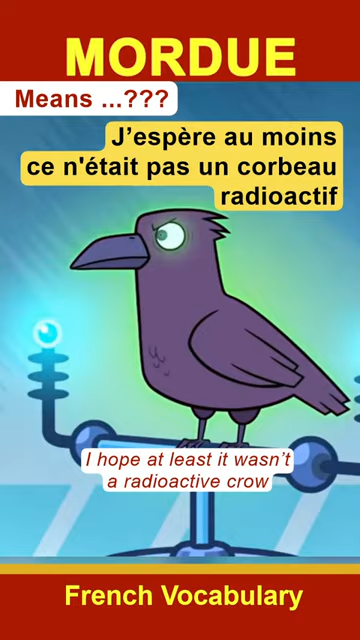 MORDUE
Means ...???
J’espère au moins
ce n'était pas un corbeau
radioactif
I hope at least it wasn’t
a radioactive crow
French Vocabulary